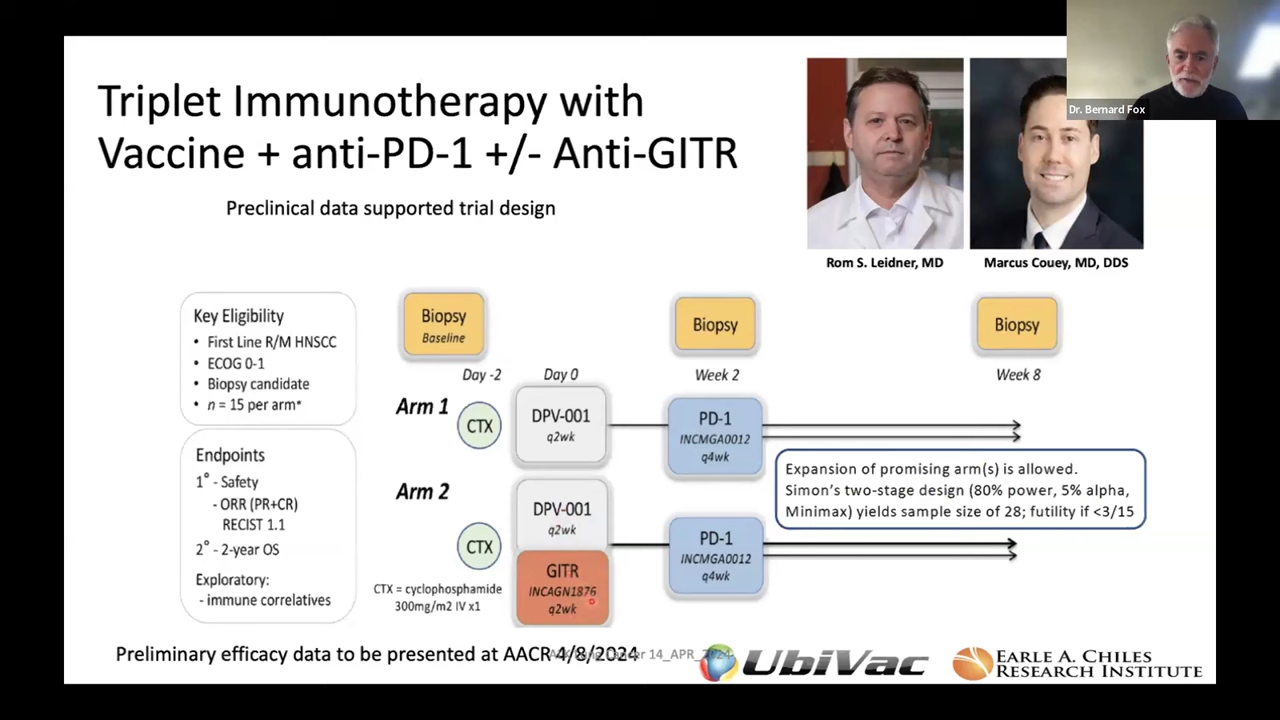 Triplet Immunotherapy with
Vaccine + anti-PD-1 +/- Anti-GITR
Preclinical data supported trial design
Dr. Bernard Fox
Rom S. Leidner, MD
Marcus Couey, MD, DDS
Key Eligibility
• First Line R/M HNSCC
• ECOG 0-1
• Biopsy candidate
• n = 15 per arm*
Endpoints
1° - Safety
- ORR (PR+CR)
RECIST 1.1
2° - 2-year OS
Exploratory:
- immune correlatives
Biopsy
Baseline
Biopsy
Biopsy
Day -2
Day 0
Week 2
Week 8
Arm 1
CTX
DPV-001
q2wk
PD-1
INCMGA0012
q4wk
Arm 2
CTX
DPV-001
q2wk
GITR
INCAGN1876
q2wk
PD-1
INCMGA0012
q4wk
CTX = cyclophosphamide
300mg/m2 IV x1
Expansion of promising arm(s) is allowed.
Simon's two-stage design (80% power, 5% alpha,
Minimax) yields sample size of 28; futility if <3/15
Preliminary efficacy data to be presented at AACR 4/8/2024
14_APR_2024
UbiVac
EARLE A. CHILES
RESEARCH INSTITUTE